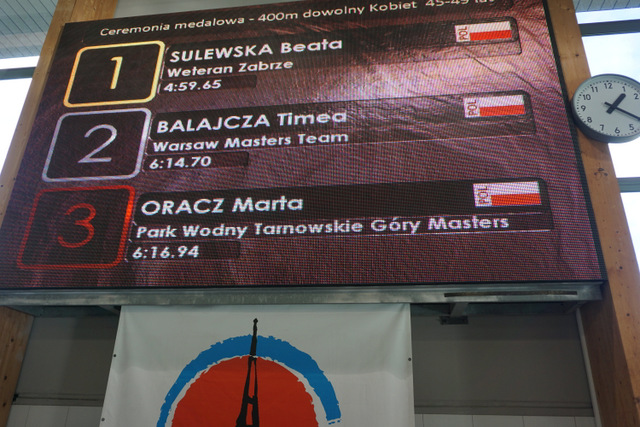 Ceremonia medalowa - 400m dowolny Kobiet 45-49 lat
1
SULEWSKA Beata
POL
Weteran Zabrze
4:59.65
2
BALAJCZA Timea
POL
Warsaw Masters Team
6:14.70
3
ORACZ Marta
POL
Park Wodny Tarnowskie Góry Masters
6:16.94